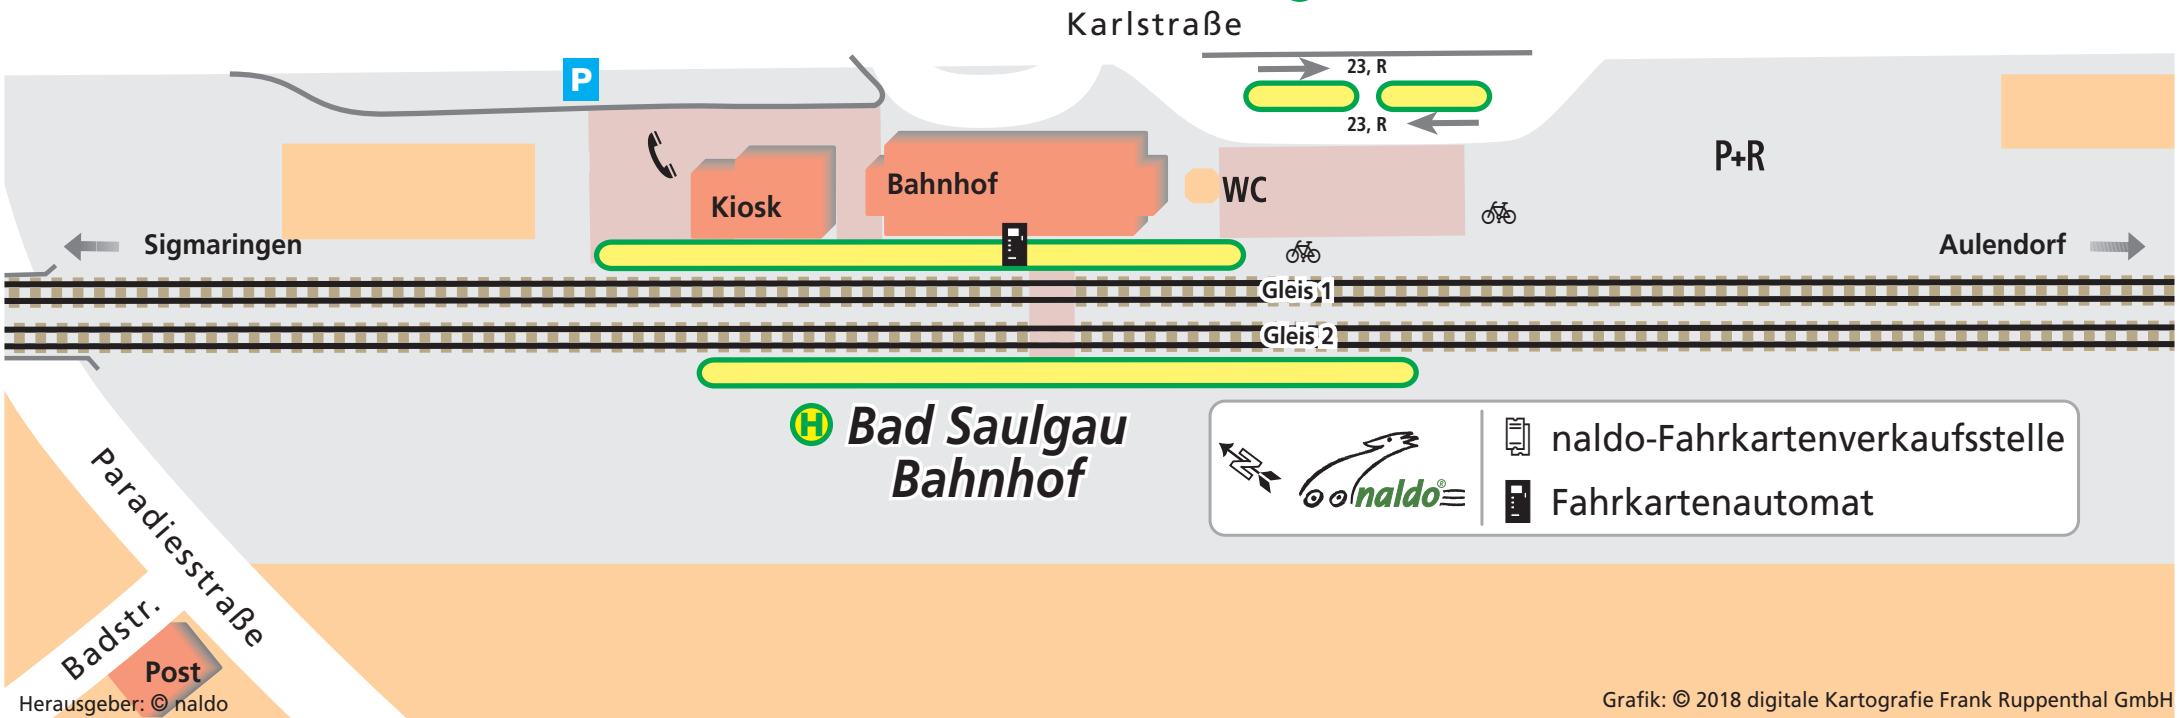 Karlstraße
P
23, R
23, R
P+R
Kiosk
Bahnhof
WC
Sigmaringen
Aulendorf
Gleis 1
Gleis 2
H
Bad Saulgau
Bahnhof
N
naldo®
naldo-Fahrkartenverkaufsstelle
Fahrkartenautomat
Paradiesstraße
Badstr.
Post
Herausgeber: © naldo
Grafik: © 2018 digitale Kartografie Frank Ruppenthal GmbH